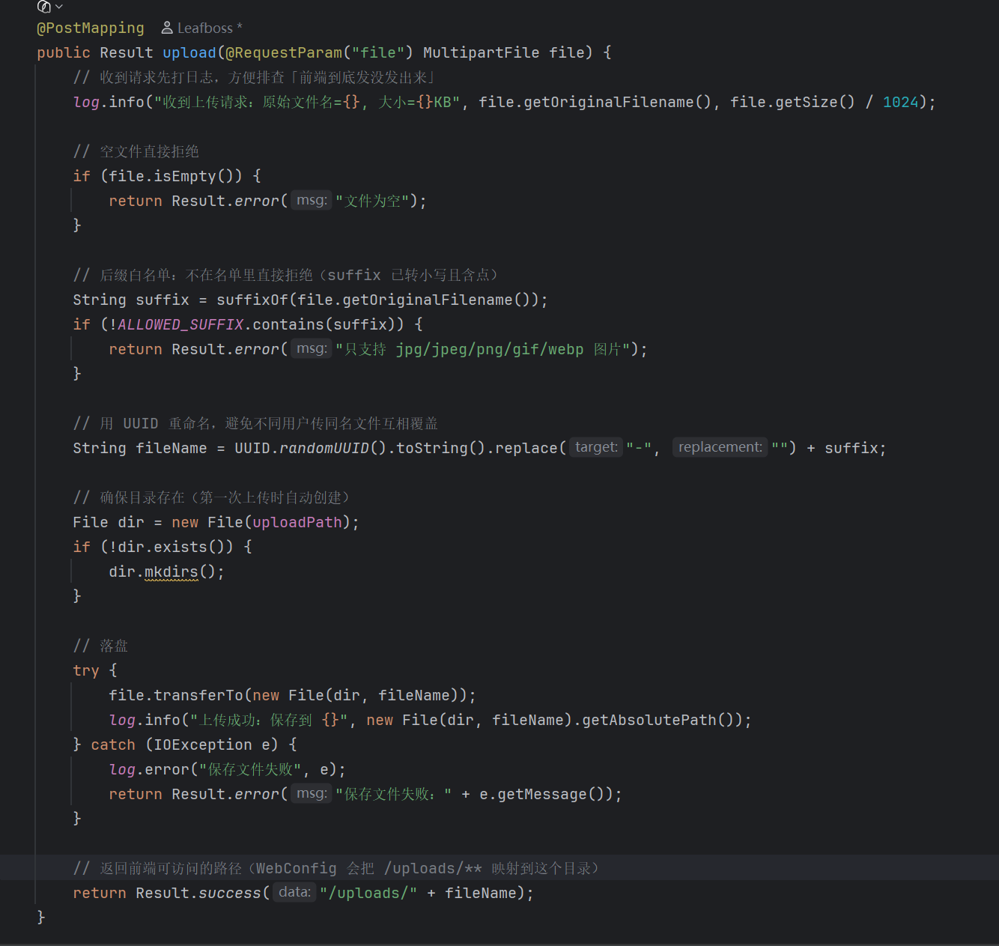 @PostMapping Leafboss *
public Result upload(@RequestParam("file") MultipartFile file) {
// 收到请求先打日志，方便排查「前端到底发没发出来」
log.info("收到上传请求：原始文件名={}, 大小={}KB", file.getOriginalFilename(), file.getSize() / 1024);
// 空文件直接拒绝
if (file.isEmpty()) {
return Result.error( msg: "文件为空");
}
// 后缀白名单：不在名单里直接拒绝（suffix 已转小写且含点）
String suffix = suffixOf(file.getOriginalFilename());
if (!ALLOWED_SUFFIX.contains(suffix)) {
return Result.error( msg: "只支持 jpg/jpeg/png/gif/webp 图片");
}
// 用 UUID 重命名，避免不同用户传同名文件互相覆盖
String fileName = UUID.randomUUID().toString().replace( target: "-", replacement: "") + suffix;
// 确保目录存在（第一次上传时自动创建）
File dir = new File(uploadPath);
if (!dir.exists()) {
dir.mkdirs();
}
// 落盘
try {
file.transferTo(new File(dir, fileName));
log.info("上传成功：保存到 {}", new File(dir, fileName).getAbsolutePath());
} catch (IOException e) {
log.error("保存文件失败", e);
return Result.error( msg: "保存文件失败：" + e.getMessage());
}
// 返回前端可访问的路径（WebConfig 会把 /uploads/** 映射到这个目录）
return Result.success( data: "/uploads/" + fileName);
}